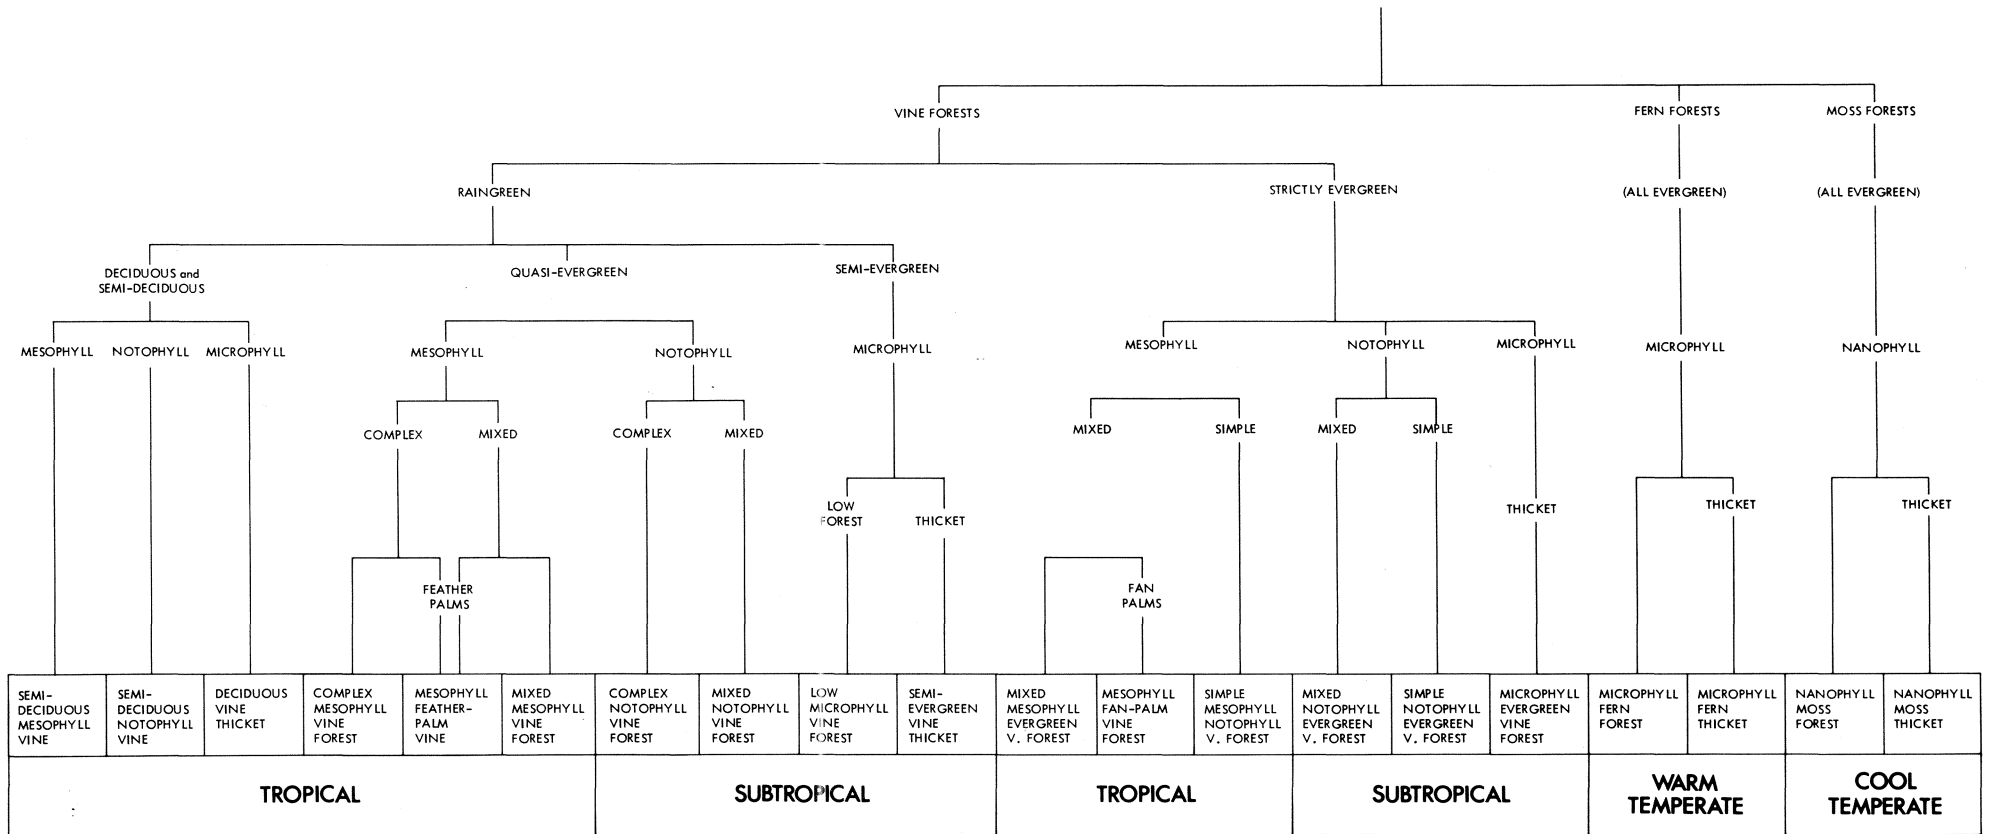 VINE FORESTS
FERN FORESTS
MOSS FORESTS
RAINGREEN
STRICTLY EVERGREEN
(ALL EVERGREEN)
(ALL EVERGREEN)
DECIDUOUS and
SEMI-DECIDUOUS
QUASI-EVERGREEN
SEMI-EVERGREEN
MESOPHYLL
NOTOPHYLL
MICROPHYLL
MESOPHYLL
NOTOPHYLL
MICROPHYLL
MESOPHYLL
NOTOPHYLL
MICROPHYLL
MICROPHYLL
NANOPHYLL
COMPLEX
MIXED
COMPLEX
MIXED
MIXED
SIMPLE
MIXED
SIMPLE
LOW
FOREST
THICKET
THICKET
THICKET
THICKET
FEATHER
PALMS
FAN
PALMS
SEMI-
DECIDUOUS
MESOPHYLL
VINE
SEMI-
DECIDUOUS
NOTOPHYLL
VINE
DECIDUOUS
VINE
THICKET
COMPLEX
MESOPHYLL
VINE
FOREST
MESOPHYLL
FEATHER-
PALM
VINE
MIXED
MESOPHYLL
VINE
FOREST
COMPLEX
NOTOPHYLL
VINE
FOREST
MIXED
NOTOPHYLL
VINE
FOREST
LOW
MICROPHYLL
VINE
FOREST
SEMI-
EVERGREEN
VINE
THICKET
MIXED
MESOPHYLL
EVERGREEN
V. FOREST
MESOPHYLL
FAN-PALM
VINE
FOREST
SIMPLE
MESOPHYLL
NOTOPHYLL
V. FOREST
MIXED
NOTOPHYLL
EVERGREEN
V. FOREST
SIMPLE
NOTOPHYLL
EVERGREEN
V. FOREST
MICROPHYLL
EVERGREEN
VINE
FOREST
MICROPHYLL
FERN
FOREST
MICROPHYLL
FERN
THICKET
NANOPHYLL
MOSS
FOREST
NANOPHYLL
MOSS
THICKET
TROPICAL
SUBTROPICAL
TROPICAL
SUBTROPICAL
WARM
TEMPERATE
COOL
TEMPERATE